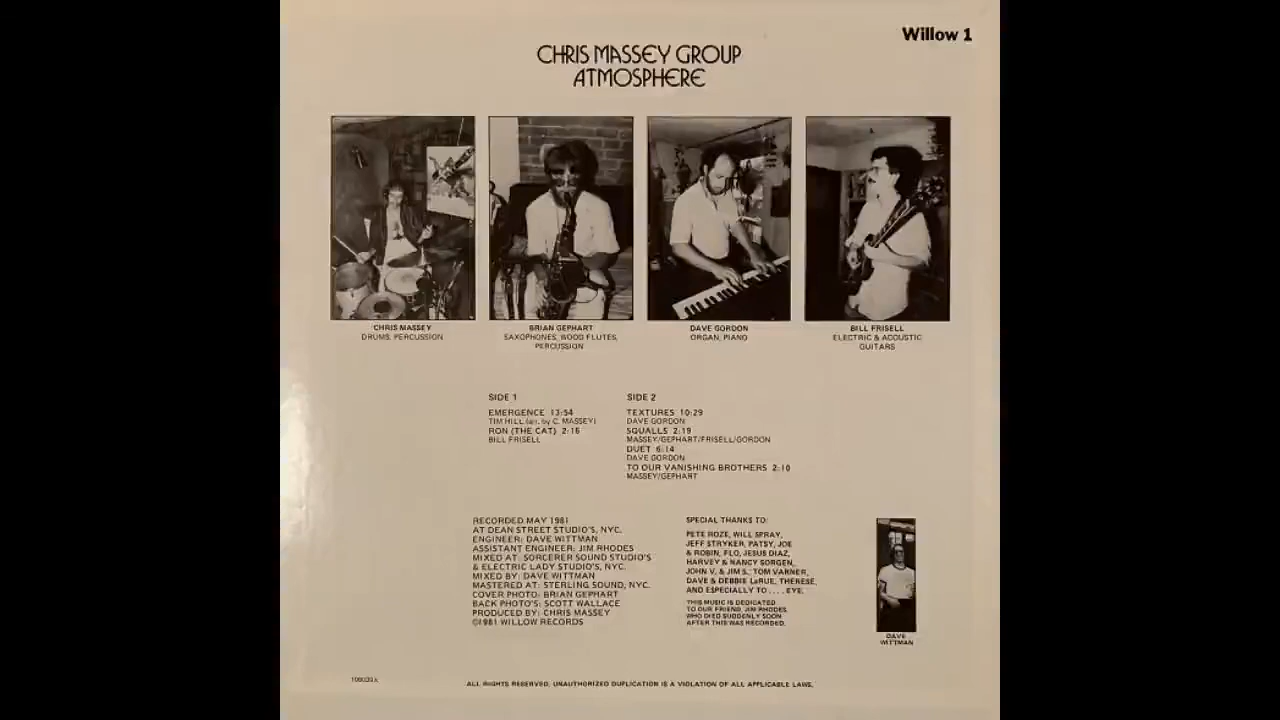 Willow 1
CHRIS MASSEY GROUP
ATMOSPHERE
CHRIS MASSEY
DRUMS, PERCUSSION
BRIAN GEPHART
SAXOPHONES, WOOD FLUTES,
PERCUSSION
DAVE GORDON
ORGAN, PIANO
BILL FRISELL
ELECTRIC & ACOUSTIC
GUITARS
SIDE 1
EMERGENCE 13:54
TIM HILL (arr. by C. MASSEY)
RON (THE CAT) 2:16
BILL FRISELL
SIDE 2
TEXTURES 10:29
DAVE GORDON
SQUALLS 2:19
MASSEY/GEPHART/FRISELL/GORDON
DUET 6:14
DAVE GORDON
TO OUR VANISHING BROTHERS 2:10
MASSEY/GEPHART
RECORDED MAY 1981
AT DEAN STREET STUDIO'S, NYC.
ENGINEER: DAVE WITTMAN
ASSISTANT ENGINEER: JIM RHODES
MIXED AT: SORCERER SOUND STUDIO'S
& ELECTRIC LADY STUDIO'S, NYC.
MIXED BY: DAVE WITTMAN
MASTERED AT: STERLING SOUND, NYC.
COVER PHOTO: BRIAN GEPHART
BACK PHOTO'S: SCOTT WALLACE
PRODUCED BY: CHRIS MASSEY
©1981 WILLOW RECORDS
SPECIAL THANKS TO:
PETE ROZE, WILL SPRAY,
JEFF STRYKER, PATSY, JOE
& ROBIN, FLO, JESUS DIAZ,
HARVEY & NANCY SORGEN,
JOHN V. & JIM S., TOM VARNER,
DAVE & DEBBIE LaRUE, THERESE,
AND ESPECIALLY TO .... EYE.
THIS MUSIC IS DEDICATED
TO OUR FRIEND, JIM RHODES,
WHO DIED SUDDENLY SOON
AFTER THIS WAS RECORDED.
DAVE
WITTMAN
ALL RIGHTS RESERVED. UNAUTHORIZED DUPLICATION IS A VIOLATION OF ALL APPLICABLE LAWS.